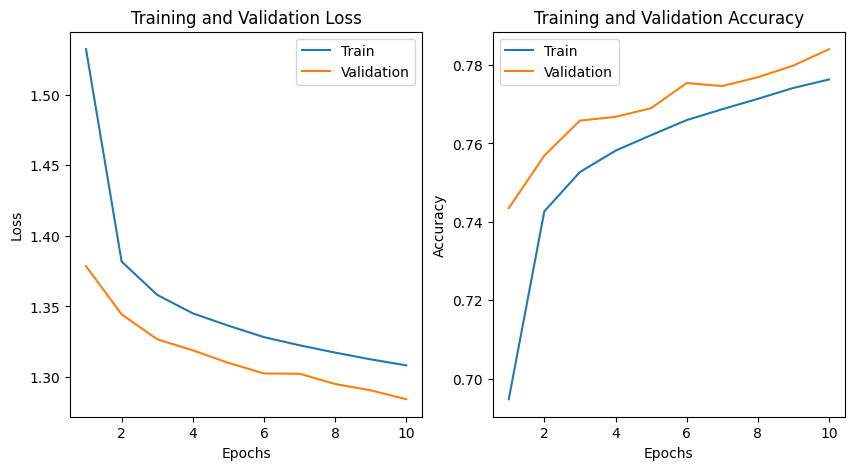 Training and Validation Loss
Train
Validation
1.50
1.45
1.40
1.35
1.30
Loss
2
4
6
8
10
Epochs
Training and Validation Accuracy
Train
Validation
0.78
0.76
0.74
0.72
0.70
Accuracy
2
4
6
8
10
Epochs